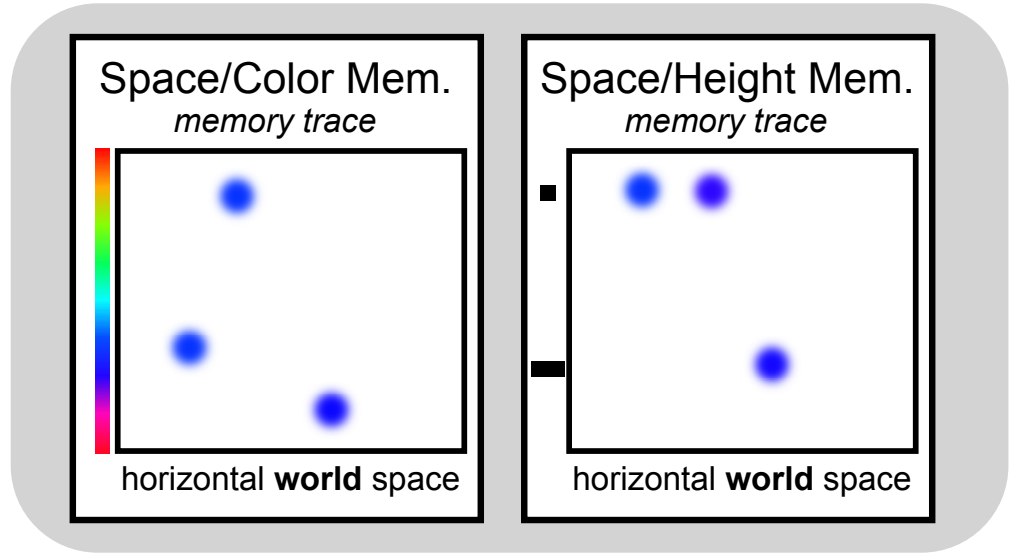 Space/Color Mem.
memory trace
horizontal world space
Space/Height Mem.
memory trace
horizontal world space